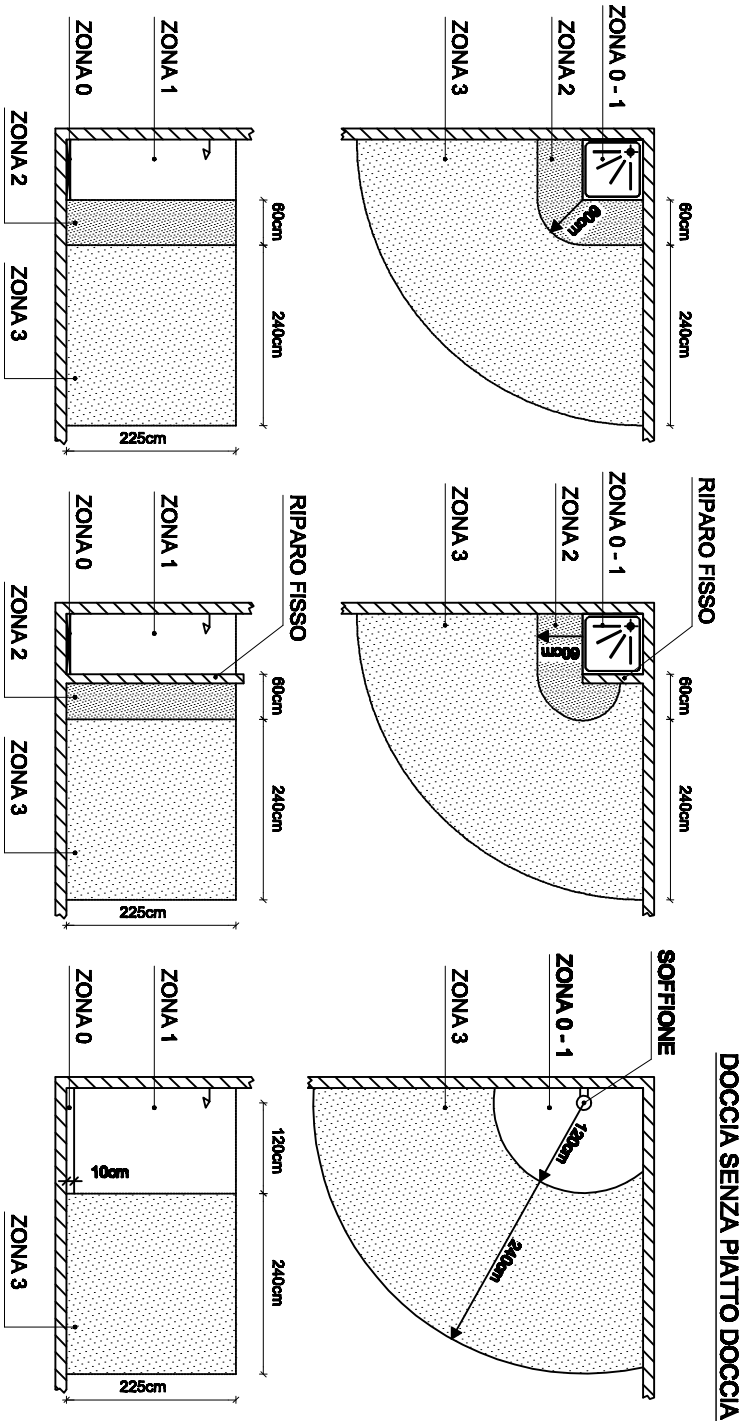 DOCCIA SENZA PIATTO DOCCIA
60cm
240cm
ZONA 0 - 1
60cm
ZONA 2
ZONA 3
60cm
240cm
ZONA 1
ZONA 0
225cm
ZONA 2
ZONA 3
RIPARO FISSO
60cm
240cm
ZONA 0 - 1
60cm
ZONA 2
ZONA 3
RIPARO FISSO
60cm
240cm
ZONA 1
ZONA 0
225cm
ZONA 2
ZONA 3
SOFFIONE
120cm
ZONA 0 - 1
240cm
ZONA 3
120cm
240cm
ZONA 1
10cm
ZONA 0
225cm
ZONA 3